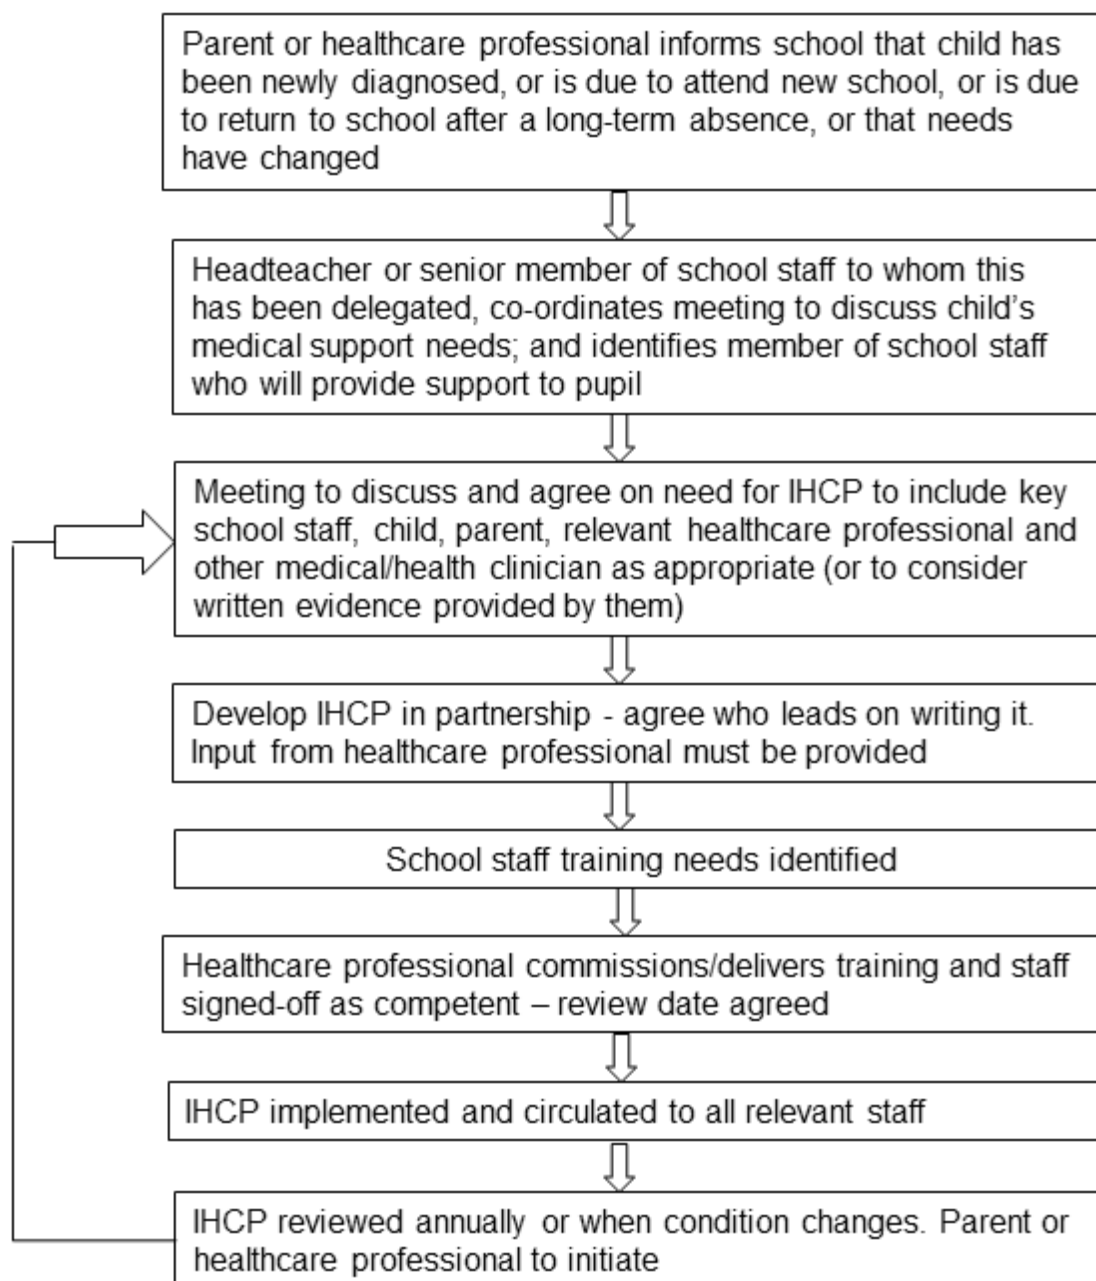 Parent or healthcare professional informs school that child has
been newly diagnosed, or is due to attend new school, or is due
to return to school after a long-term absence, or that needs
have changed
Headteacher or senior member of school staff to whom this
has been delegated, co-ordinates meeting to discuss child’s
medical support needs; and identifies member of school staff
who will provide support to pupil
Meeting to discuss and agree on need for IHCP to include key
school staff, child, parent, relevant healthcare professional and
other medical/health clinician as appropriate (or to consider
written evidence provided by them)
Develop IHCP in partnership - agree who leads on writing it.
Input from healthcare professional must be provided
School staff training needs identified
Healthcare professional commissions/delivers training and staff
signed-off as competent – review date agreed
IHCP implemented and circulated to all relevant staff
IHCP reviewed annually or when condition changes. Parent or
healthcare professional to initiate